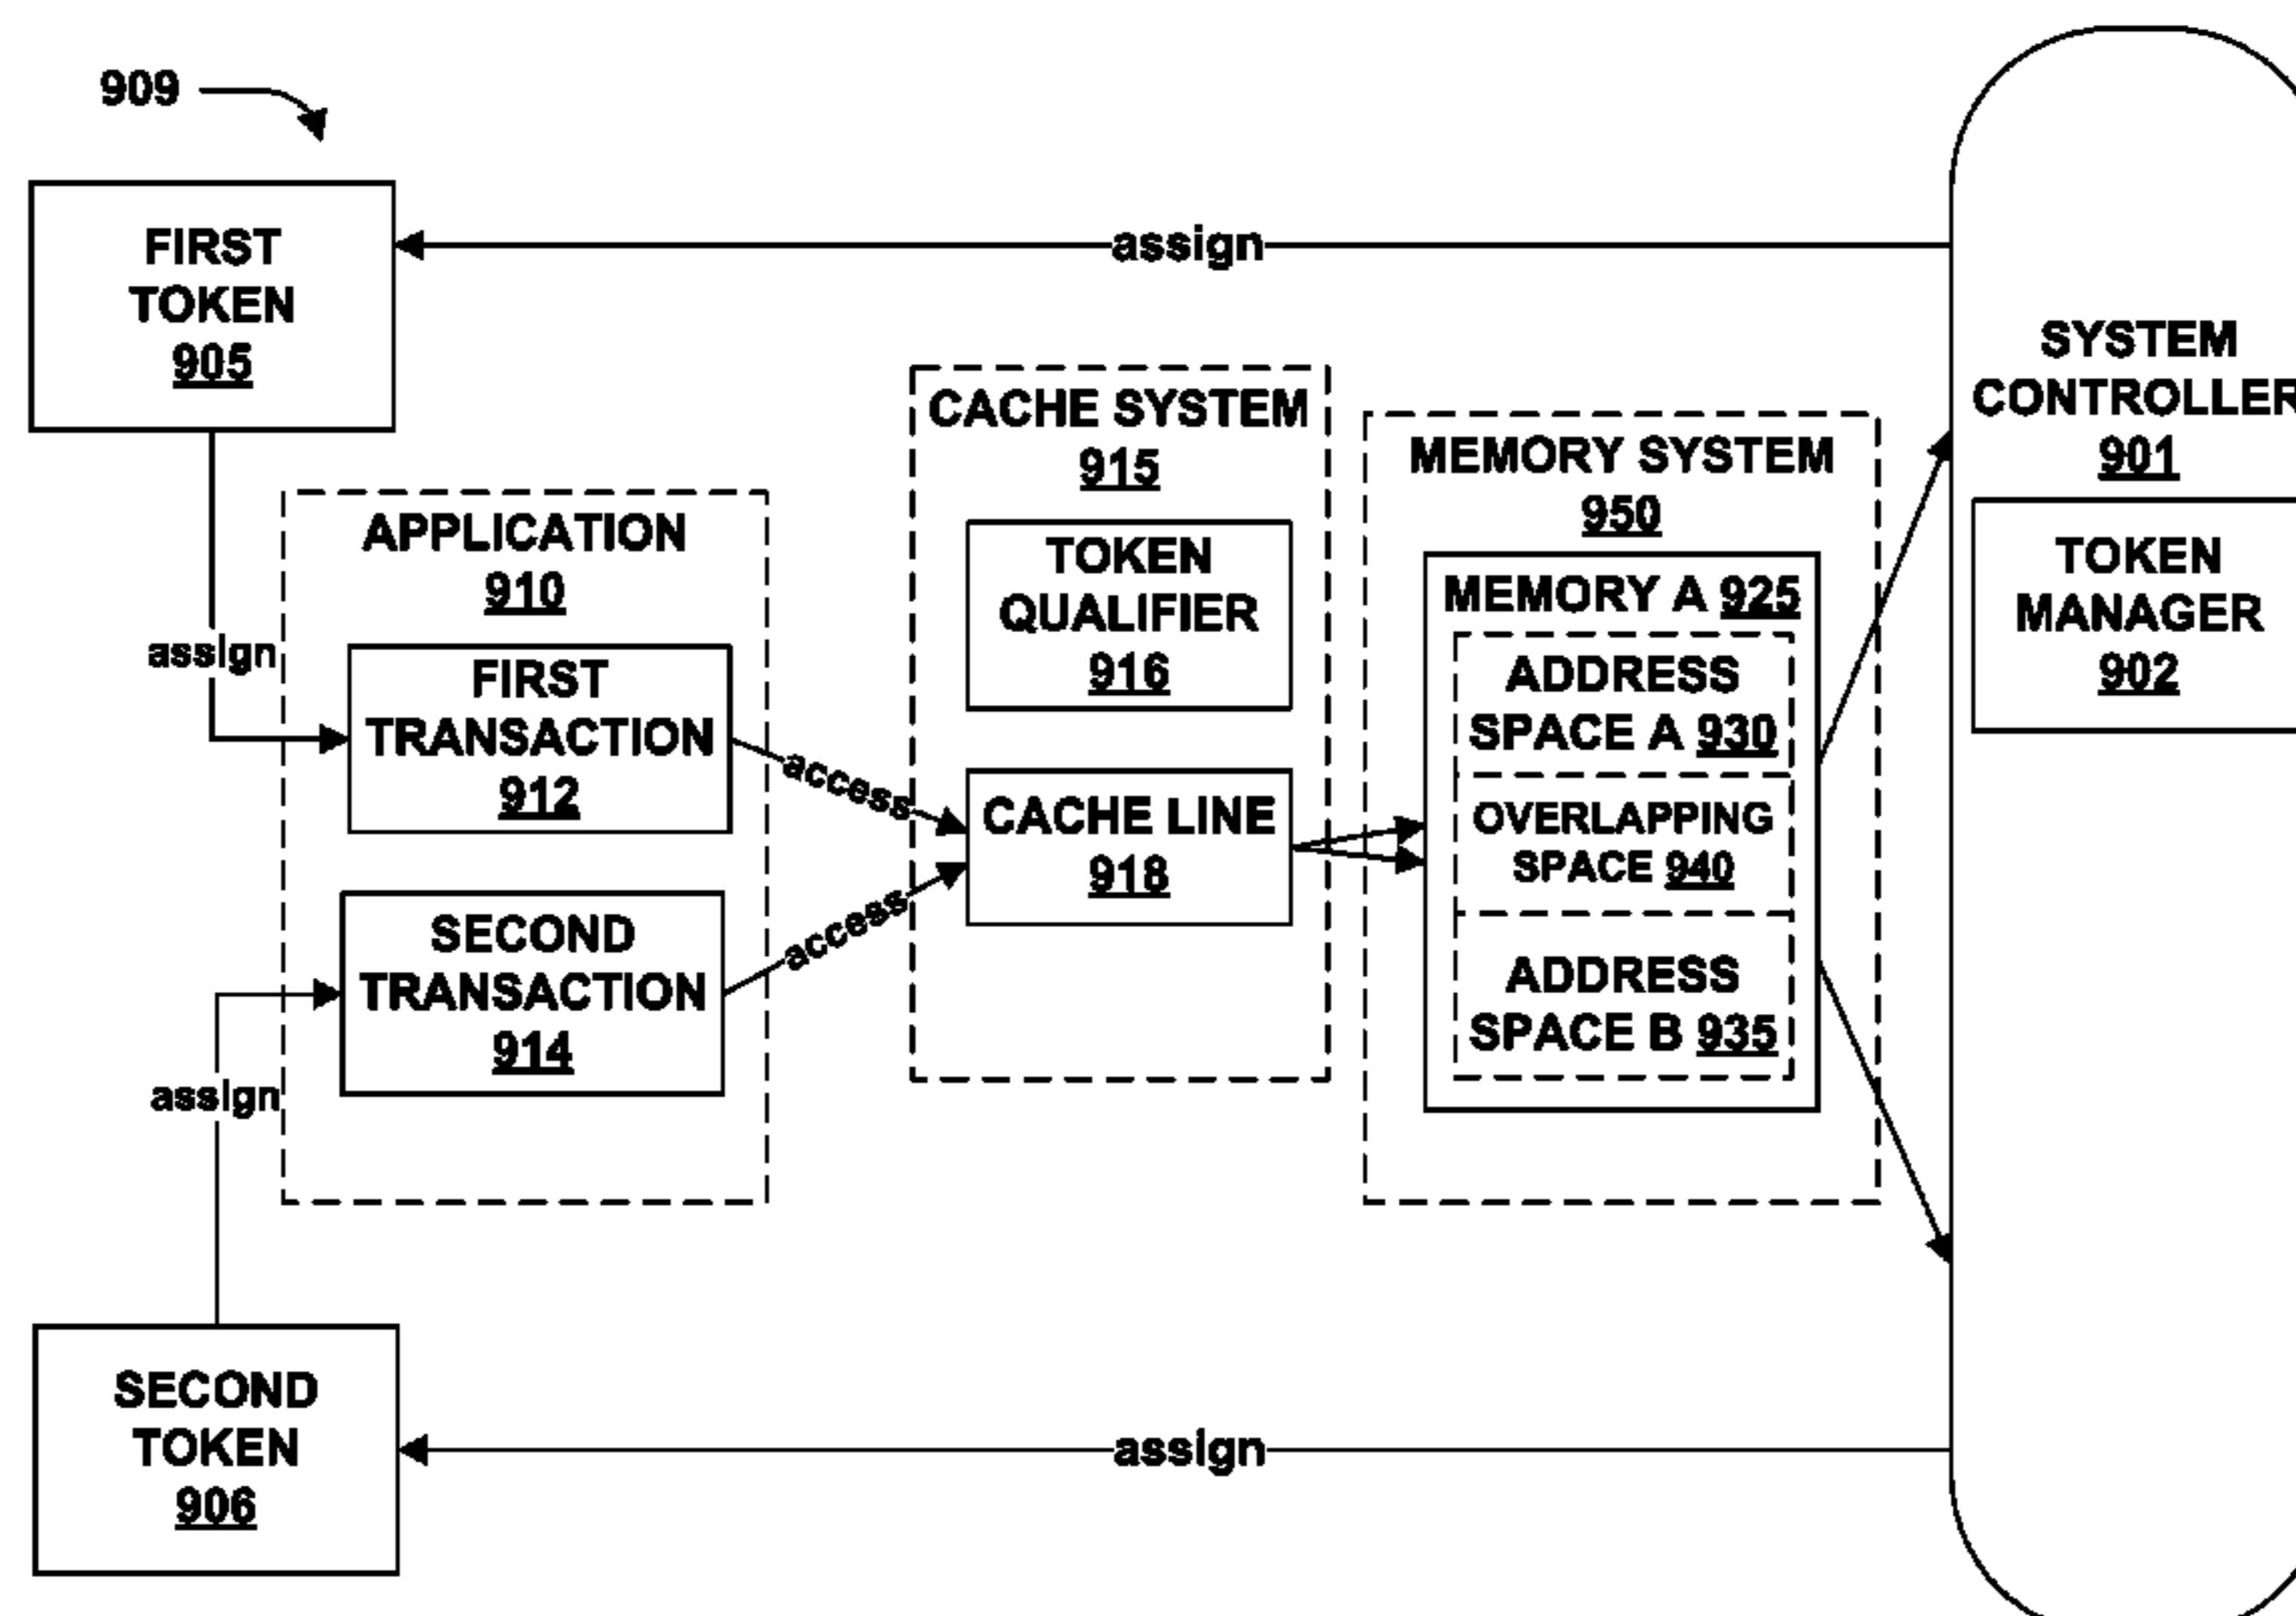 909
FIRST
TOKEN
905
assign
SYSTEM
CONTROLLER
901
TOKEN
MANAGER
902
CACHE SYSTEM
915
TOKEN
QUALIFIER
916
CACHE LINE
918
MEMORY SYSTEM
950
MEMORY A 925
ADDRESS
SPACE A 930
OVERLAPPING
SPACE 940
ADDRESS
SPACE B 935
APPLICATION
910
assign
FIRST
TRANSACTION
912
access
SECOND
TRANSACTION
914
access
assign
SECOND
TOKEN
906
assign